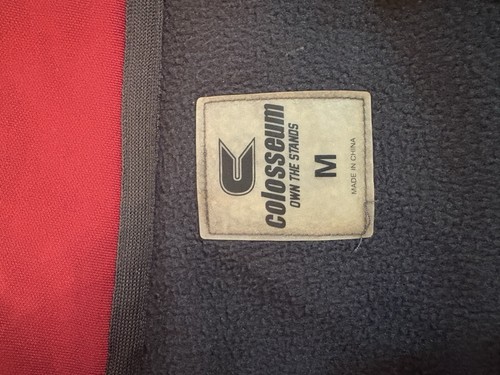 colosseum
OWN THE STANDS
M
MADE IN CHINA